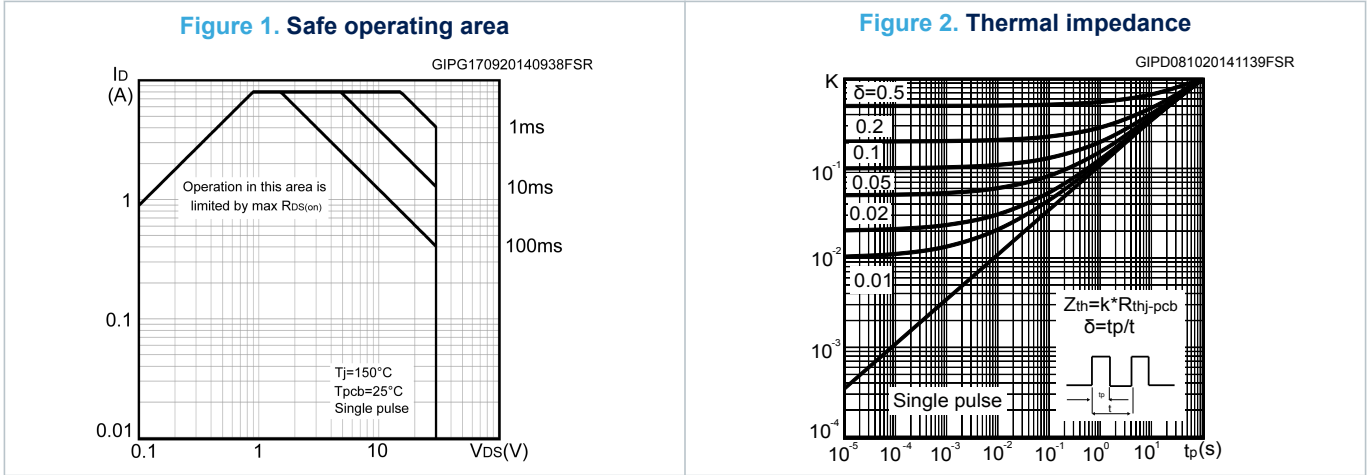 Figure 1. Safe operating area
GIPG170920140938FSR
ID
(A)
1ms
Operation in this area is
limited by max RDS(on)
10ms
1
100ms
0.1
Tj=150°C
Tpcb=25°C
Single pulse
0.01
0.1
1
10
VDS(V)
Figure 2. Thermal impedance
GIPD081020141139FSR
K
δ=0.5
0.2
0.1
10-1
0.05
0.02
10-2
0.01
Zth=k*Rthj-pcb
δ=tp/t
10-3
tp
t
Single pulse
10-4
10-5
10-4
10-3
10-2
10-1
100
101
tp(s)